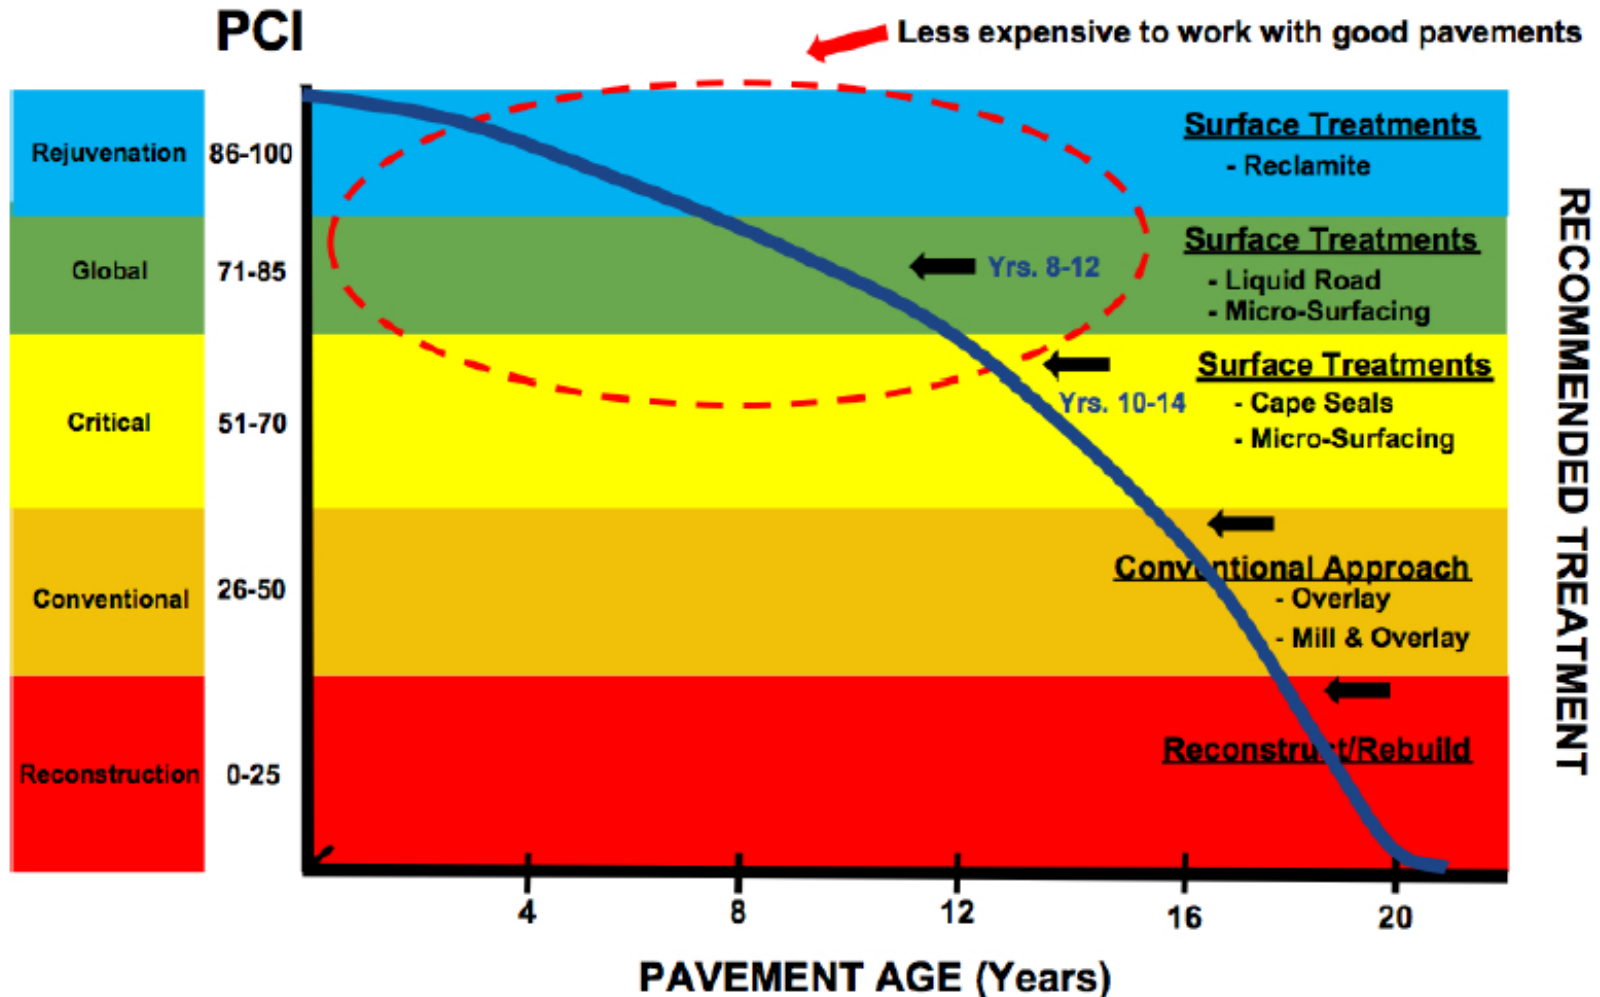 PCI
Less expensive to work with good pavements
Rejuvenation 86-100
Surface Treatments
- Reclamite
Global 71-85
Yrs. 8-12
Surface Treatments
- Liquid Road
- Micro-Surfacing
Critical 51-70
Yrs. 10-14
Surface Treatments
- Cape Seals
- Micro-Surfacing
Conventional 26-50
Conventional Approach
- Overlay
- Mill & Overlay
Reconstruction 0-25
Reconstruct/Rebuild
RECOMMENDED TREATMENT
4 8 12 16 20
PAVEMENT AGE (Years)